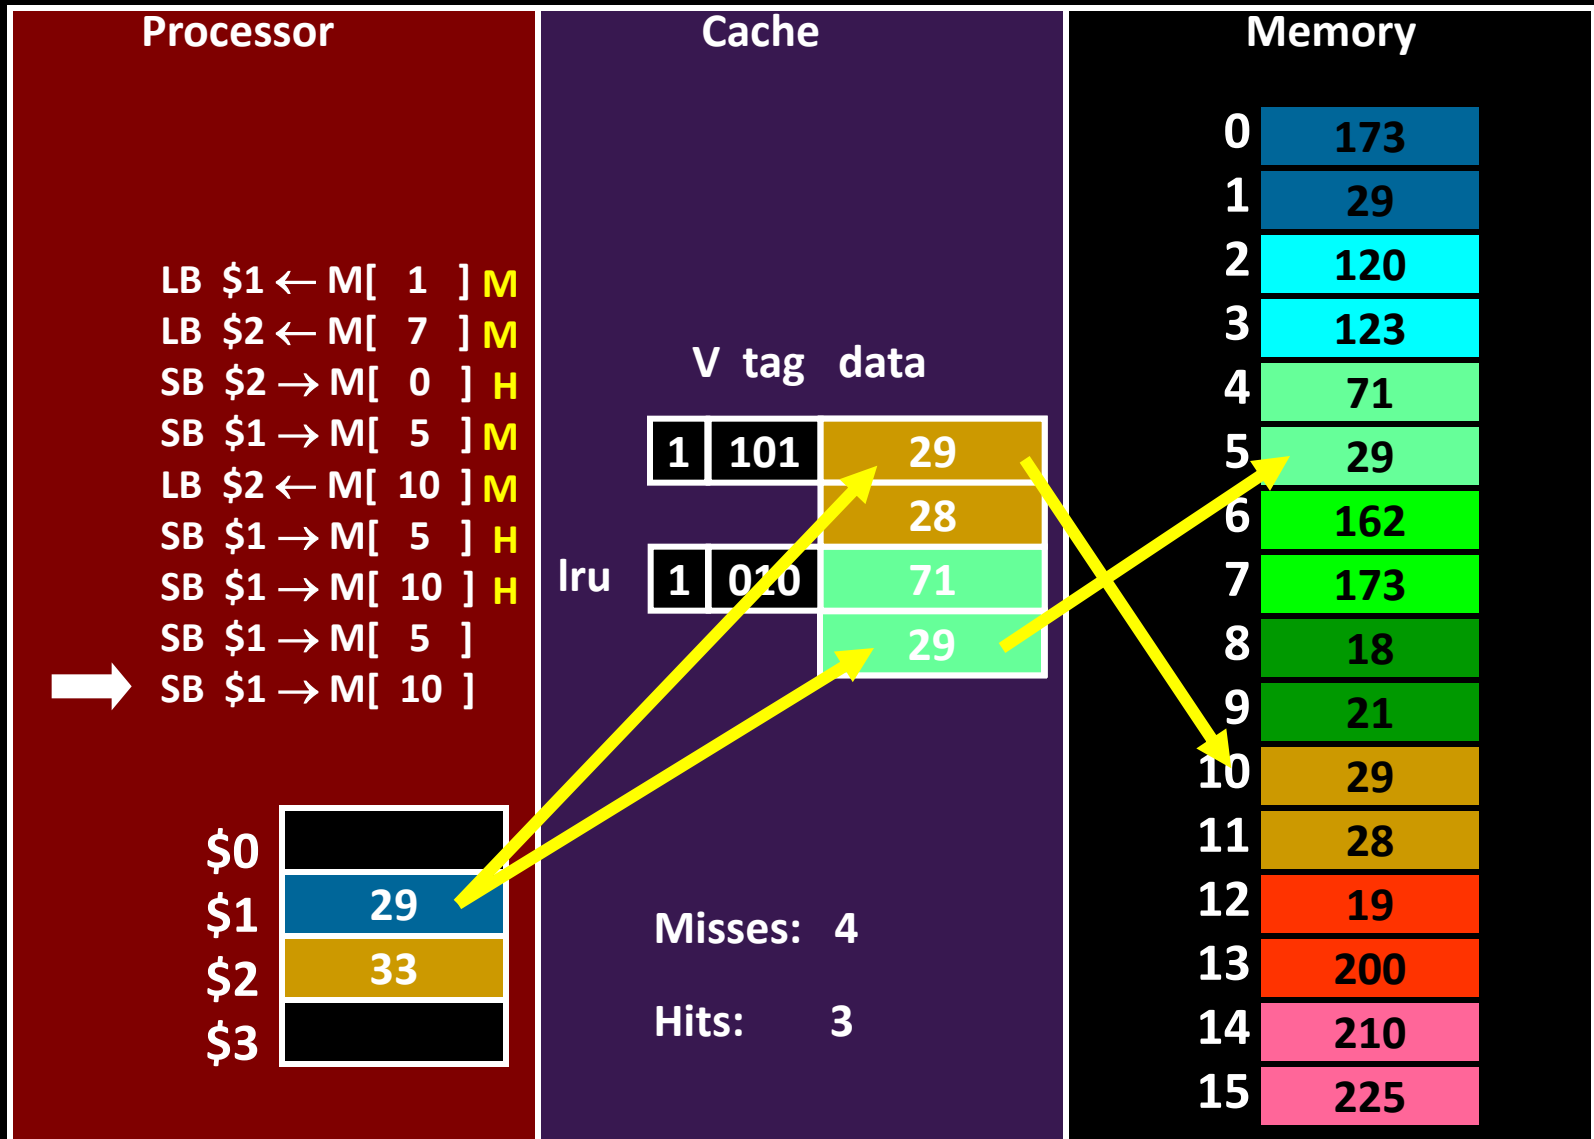 Processor
LB $1 ← M[ 1 ] M
LB $2 ← M[ 7 ] M
SB $2 → M[ 0 ] H
SB $1 → M[ 5 ] M
LB $2 ← M[ 10 ] M
SB $1 → M[ 5 ] H
SB $1 → M[ 10 ] H
SB $1 → M[ 5 ]
SB $1 → M[ 10 ]
$0
$1 29
$2 33
$3
Cache
V tag data
1 101 29
28
lru 1 010 71
29
Misses: 4
Hits: 3
Memory
0 173
1 29
2 120
3 123
4 71
5 29
6 162
7 173
8 18
9 21
10 29
11 28
12 19
13 200
14 210
15 225